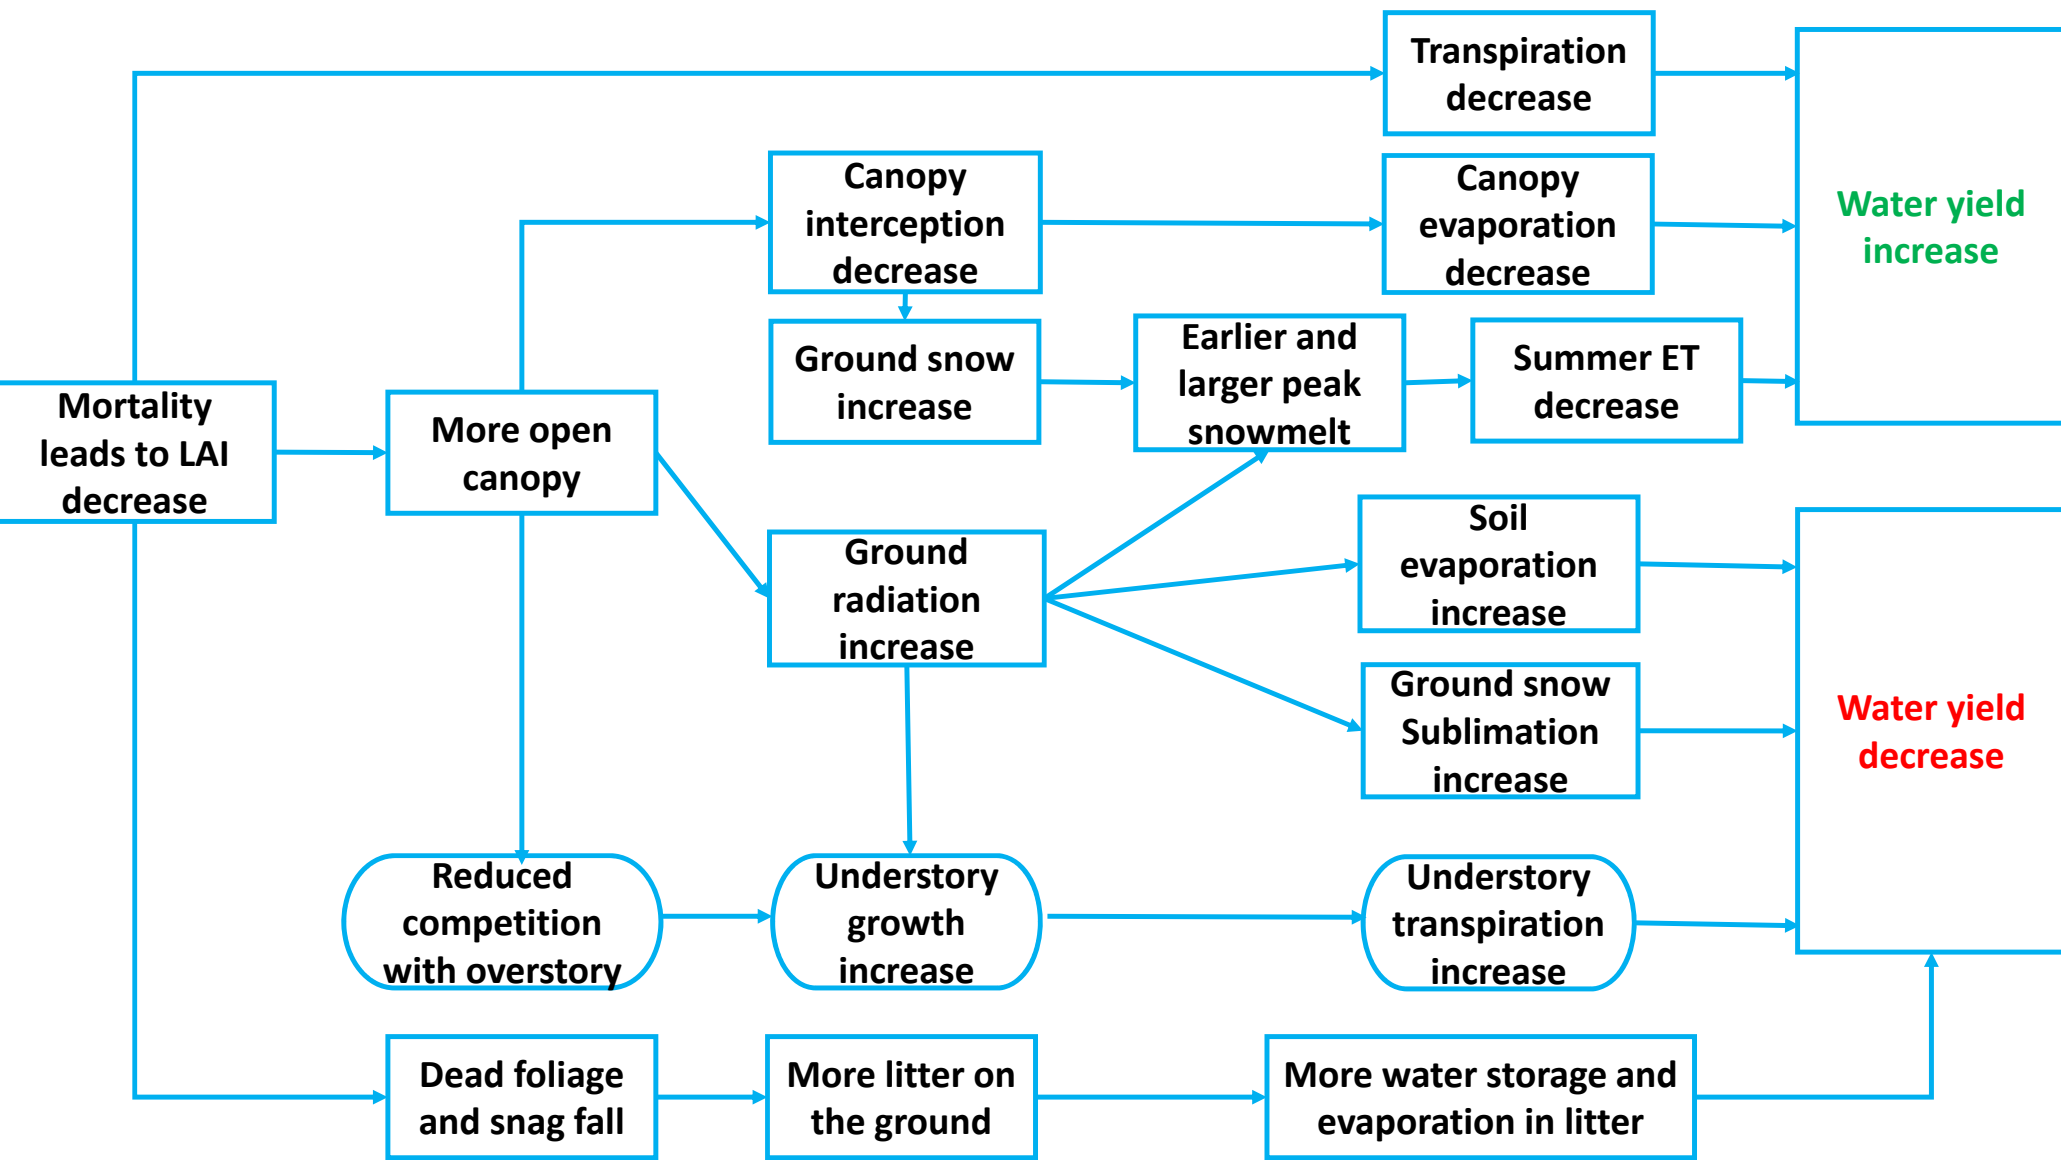 Transpiration
decrease
Canopy
interception
decrease
Canopy
evaporation
decrease
Water yield
increase
Ground snow
increase
Earlier and
larger peak
snowmelt
Summer ET
decrease
Mortality
leads to LAI
decrease
More open
canopy
Ground
radiation
increase
Soil
evaporation
increase
Ground snow
Sublimation
increase
Water yield
decrease
Reduced
competition
with overstory
Understory
growth
increase
Understory
transpiration
increase
Dead foliage
and snag fall
More litter on
the ground
More water storage and
evaporation in litter